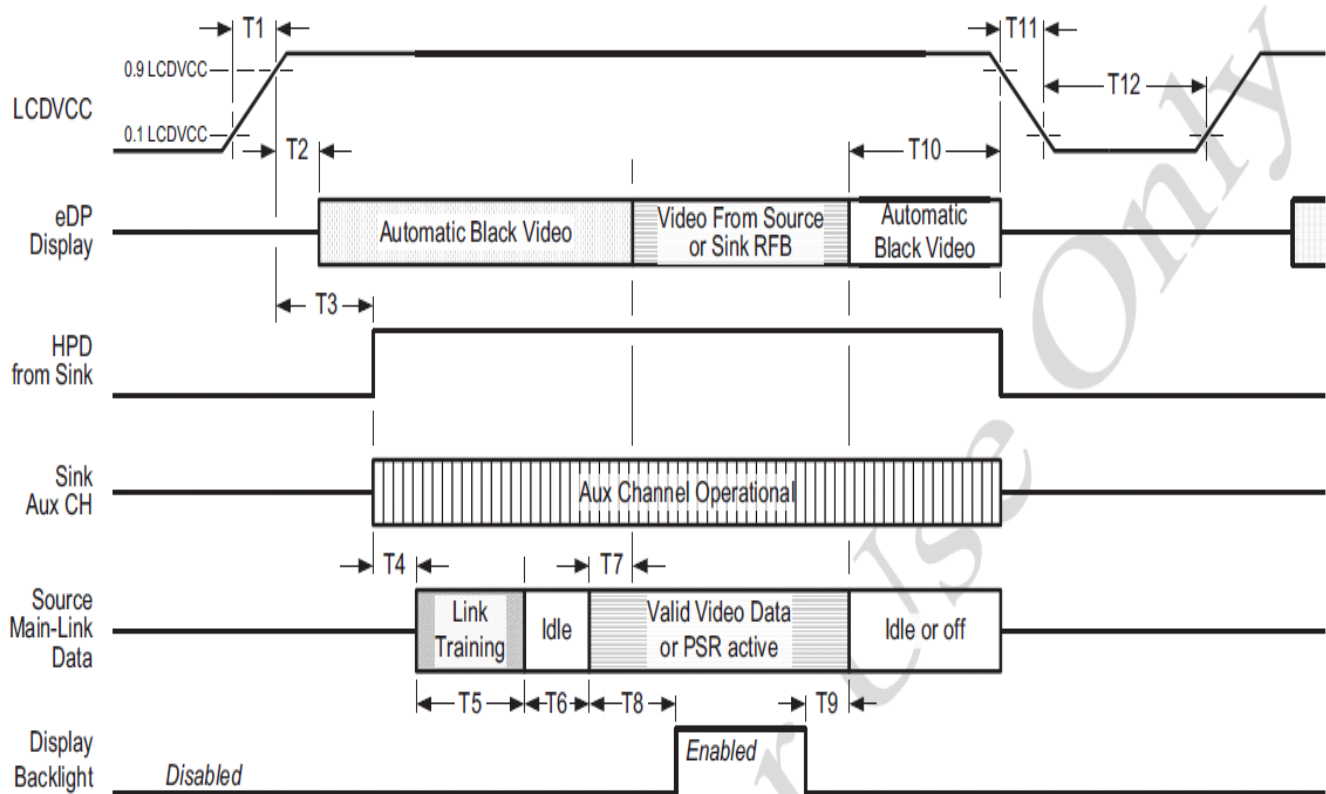 T1
T11
0.9 LCDVCC
LCDVCC
T12
0.1 LCDVCC
T2
T10
eDP
Display
Automatic Black Video
Video From Source
or Sink RFB
Automatic
Black Video
T3
HPD
from Sink
Sink
Aux CH
Aux Channel Operational
T4
T7
Source
Main-Link
Data
Link
Training
Idle
Valid Video Data
or PSR active
Idle or off
T5
T6
T8
T9
Display
Backlight
Disabled
Enabled
r Use Only